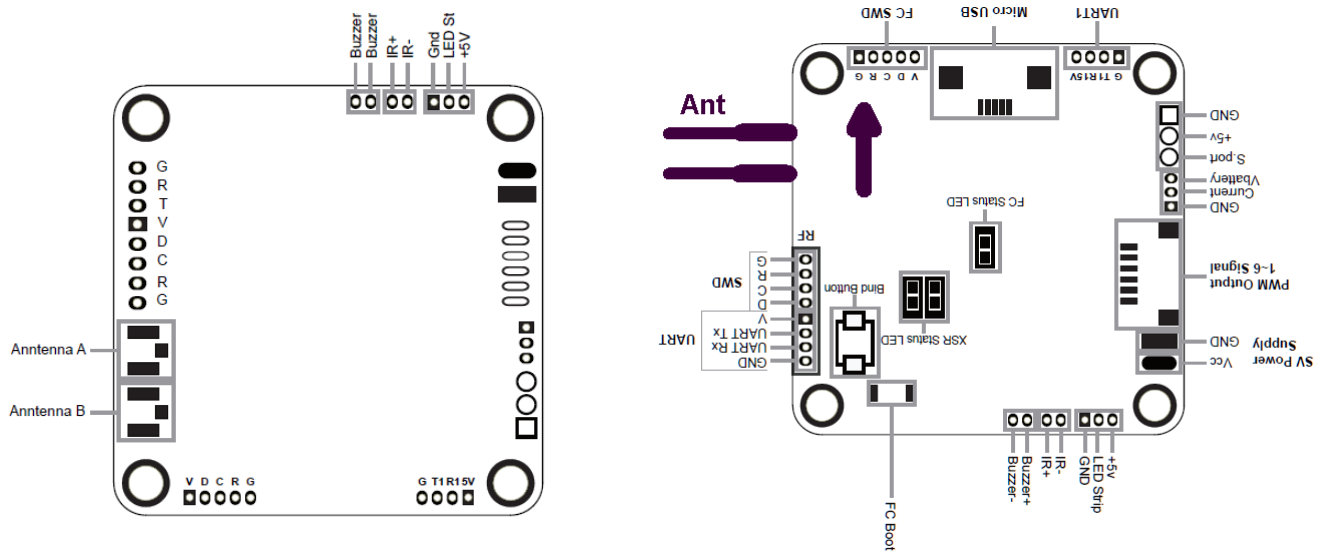 Buzzer
Buzzer
IR+
IR-
Gnd
LED St
+5V
G
R
T
V
D
C
R
G
Anntenna A
Anntenna B
V D C R G
G T1 R1 5V
FC SWD
Micro USB
UART1
G R C D V
5V R1 T1 G
Ant
GND
+5v
S.port
Vbattery
Current
GND
FC Status LED
RF
G
R
C
D
SWD
V
UART Tx
UART Rx
GND
UART
Bind Button
XSR Status LED
PWM Output
1~6 Signal
GND
Vcc
5V Power
Supply
Buzzer-
Buzzer+
IR+
IR-
GND
LED Strip
+5v
FC Boot